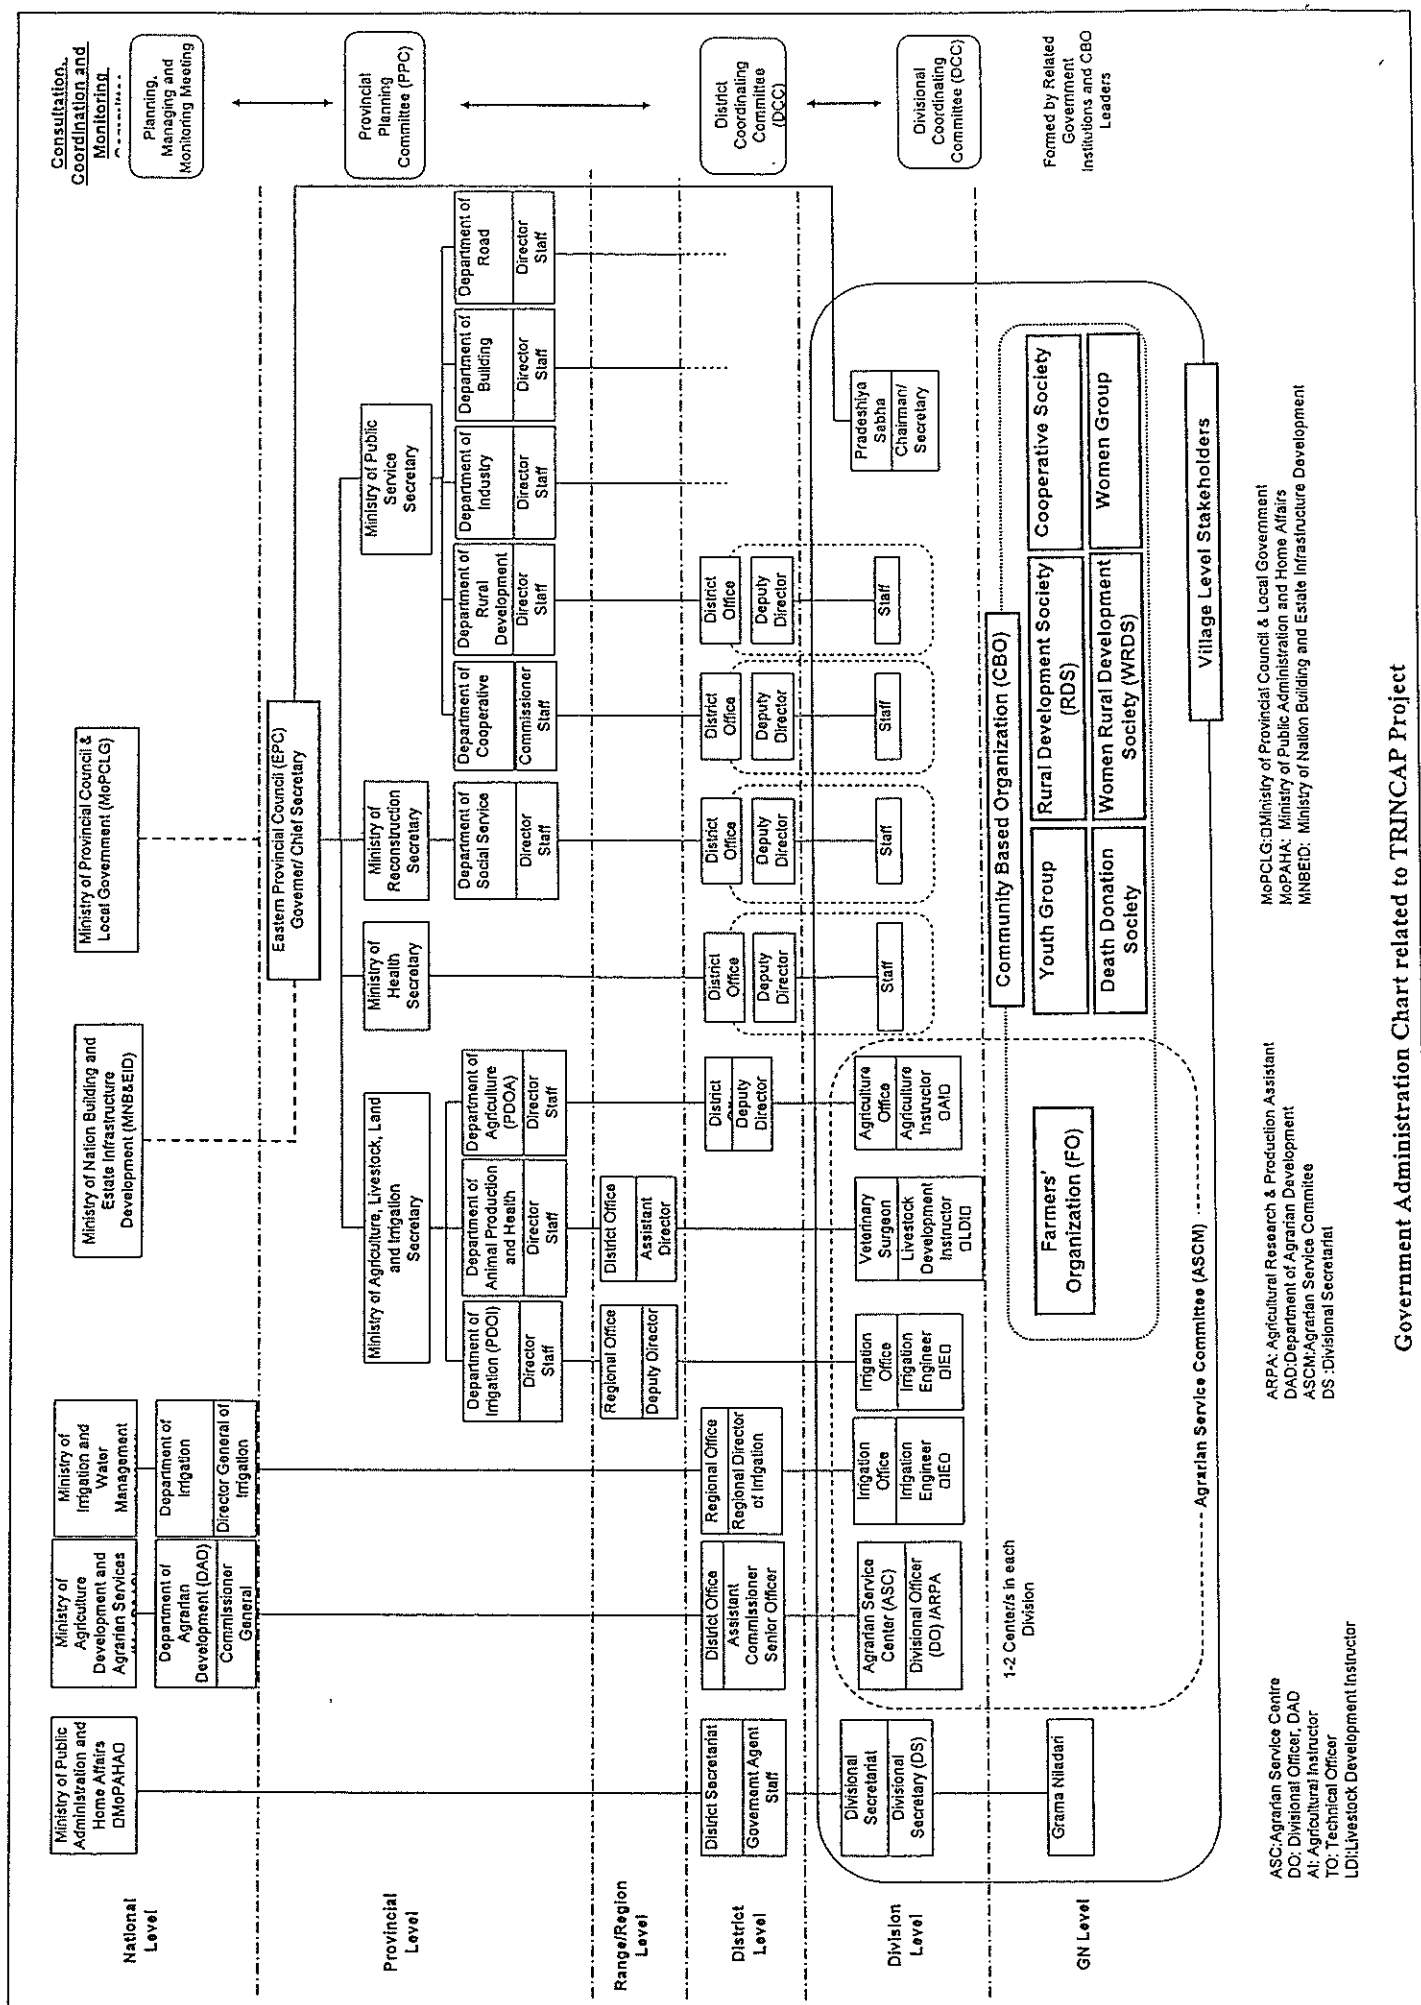 Consultation,
Coordination and
Monitoring
National
Level
Ministry of Public
Administration and
Home Affairs
□MoPAHA□
Ministry of
Agriculture
Development and
Agrarian Services
Department of
Agrarian
Development (DAD)
Commissioner
General
Ministry of
Irrigation and
Water
Management
Department of
Irrigation
Director General of
Irrigation
Ministry of Nation Building and
Estate Infrastructure
Development (MNB&EID)
Ministry of Provincial Council &
Local Government (MoPCLG)
Planning,
Managing and
Monitoring Meeting
Provincial
Level
Eastern Provincial Council (EPC)
Governer/ Chief Secretary
Ministry of Agriculture, Livestock, Land
and Irrigation
Secretary
Ministry of
Health
Secretary
Ministry of
Reconstruction
Secretary
Ministry of Public
Service
Secretary
Provincial
Planning
Committee (PPC)
Department of
Irrigation (PDOI)
Director
Staff
Department of
Animal Production
and Health
Director
Staff
Department of
Agriculture
(PDOA)
Director
Staff
Department of
Social Service
Director
Staff
Department of
Cooperative
Commissioner
Staff
Department of
Rural
Development
Director
Staff
Department of
Industry
Director
Staff
Department of
Building
Director
Staff
Department of
Road
Director
Staff
Range/Region
Level
Regional Office
Deputy Director
District Office
Assistant
Director
District
Level
District Secretariat
Govememt Agent
Staff
District Office
Assistant
Commissioner
Senior Officer
Regional Office
Regional Director
of Irrigation
District
Deputy
Director
District
Office
Deputy
Director
District
Office
Deputy
Director
District
Office
Deputy
Director
District
Office
Deputy
Director
District
Coordinating
Committee
(DCC)
Division
Level
Divisional
Secretariat
Divisional
Secretary (DS)
Agrarian Service
Center (ASC)
Divisional Officer
(DO) /ARPA
Irrigation
Office
Irrigation
Engineer
□IE□
Irrigation
Office
Irrigation
Engineer
□IE□
Veterinary
Surgeon
Livestock
Development
Instructor
□LDI□
Agriculture
Office
Agriculture
Instructor
□AI□
Staff
Staff
Staff
Staff
Pradeshiya
Sabha
Chairman/
Secretary
Divisional
Coordinating
Committee (DCC)
GN Level
Grama Niladari
1-2 Center/s in each
Division
Farmers'
Organization (FO)
Community Based Organization (CBO)
Youth Group
Rural Development Society
(RDS)
Cooperative Society
Death Donation
Society
Women Rural Development
Society (WRDS)
Women Group
Formed by Related
Government
Institutions and CBO
Leaders
Agrarian Service Committee (ASCM)
Village Level Stakeholders
ASC:Agrarian Service Centre
DO: Divisional Officer, DAD
AI: Agricultural Instructor
TO: Technical Officer
LDI:Livestock Development Instructor
ARPA: Agricultural Research & Production Assistant
DAD:Department of Agrarian Development
ASCM:Agrarian Service Committee
DS :Divisional Secretariat
MoPCLG:□Ministry of Provincial Council & Local Government
MoPAHA: Ministry of Public Administration and Home Affairs
MNBEID: Ministry of Nation Building and Estate Infrastructure Development
Government Administration Chart related to TRINCAP Project